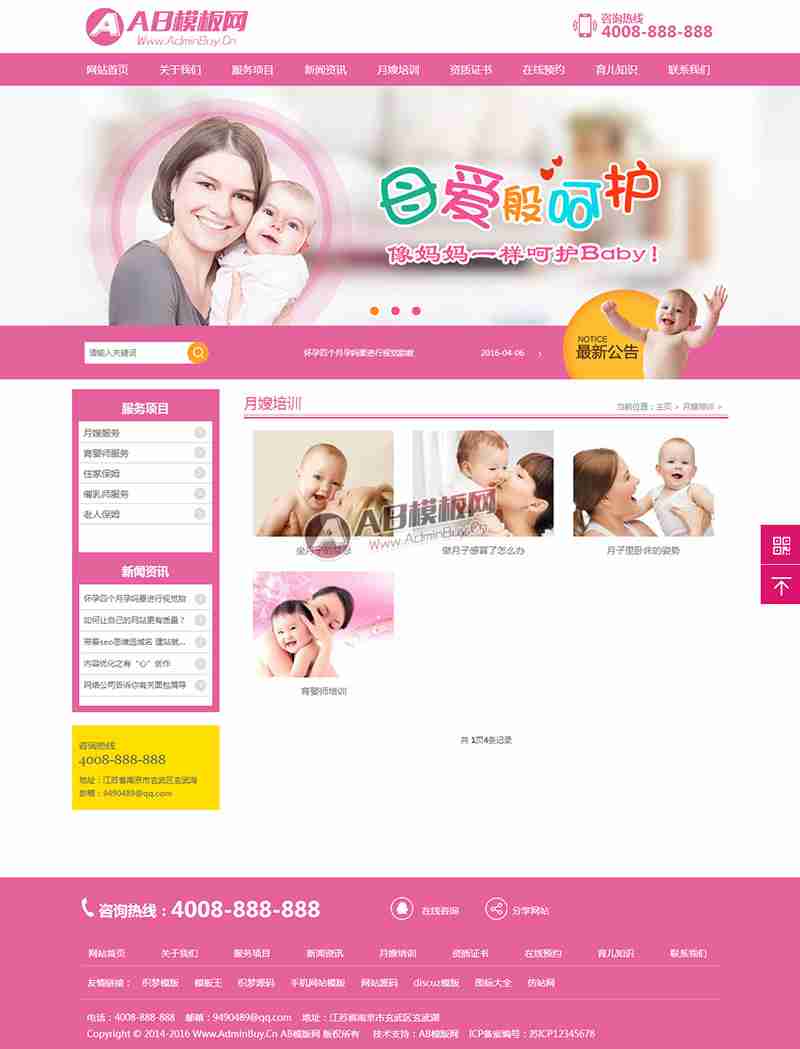 AB模板网
Www.AdminBuy.Cn
咨询热线
4008-888-888
网站首页 关于我们 服务项目 新闻资讯 月嫂培训 资质证书 在线预约 育儿知识 联系我们
母爱般呵护
像妈妈一样呵护Baby!
请输入关键词
怀孕四个月孕妈要进行视觉胎教
2016-04-06
NOTICE
最新公告
服务项目
月嫂服务
育婴师服务
住家保姆
催乳师服务
老人保姆
新闻资讯
怀孕四个月孕妈要进行视觉胎
如何让自己的网站更有质量?
带着seo思维选域名 建站就...
内容优化之有“心”创作
网络公司告诉你有关面包屑导
咨询热线
4008-888-888
地址:江苏省南京市玄武区玄武湖
邮箱:9490489@qq.com
月嫂培训
当前位置:主页 > 月嫂培训 >
AB模板网
Www.AdminBuy.Cn
坐月子的禁忌
做月子感冒了怎么办
月子里卧床的姿势
育婴师培训
共 1页4条记录
咨询热线:4008-888-888
在线咨询
分享网站
网站首页 关于我们 服务项目 新闻资讯 月嫂培训 资质证书 在线预约 育儿知识 联系我们
友情链接: 织梦模板 模板王 织梦源码 手机网站模板 网站源码 discuz模板 图标大全 仿站网
电话:4008-888-888 邮箱:9490489@qq.com 地址:江苏省南京市玄武区玄武湖
Copyright © 2014-2016 Www.AdminBuy.Cn AB模板网 版权所有 技术支持:AB模板网 ICP备案编号:苏ICP12345678